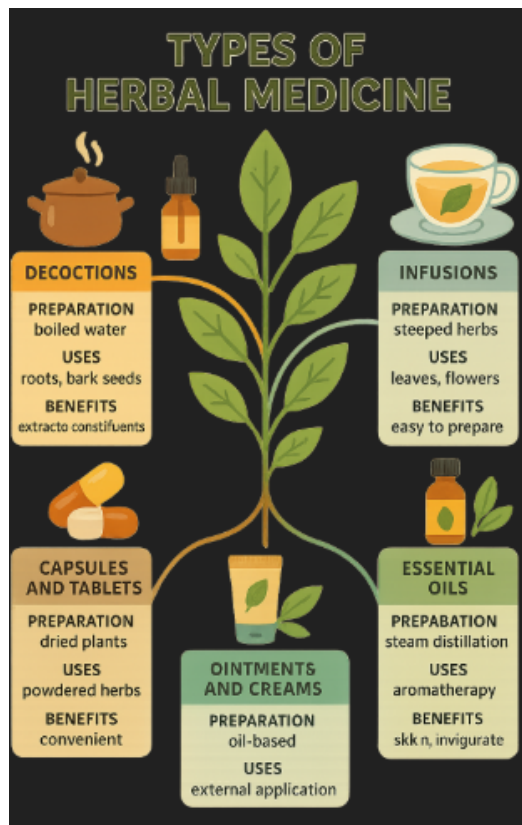 TYPES OF
HERBAL MEDICINE
DECOCTIONS
PREPARATION
boiled water
USES
roots, bark seeds
BENEFITS
extracto constifuents
INFUSIONS
PREPARATION
steeped herbs
USES
leaves, flowers
BENEFITS
easy to prepare
CAPSULES
AND TABLETS
PREPARATION
dried plants
USES
powdered herbs
BENEFITS
convenient
OINTMENTS
AND CREAMS
PREPARATION
oil-based
USES
external application
ESSENTIAL
OILS
PREPABATION
steam distillation
USES
aromatherapy
BENEFITS
skk n, invigurate